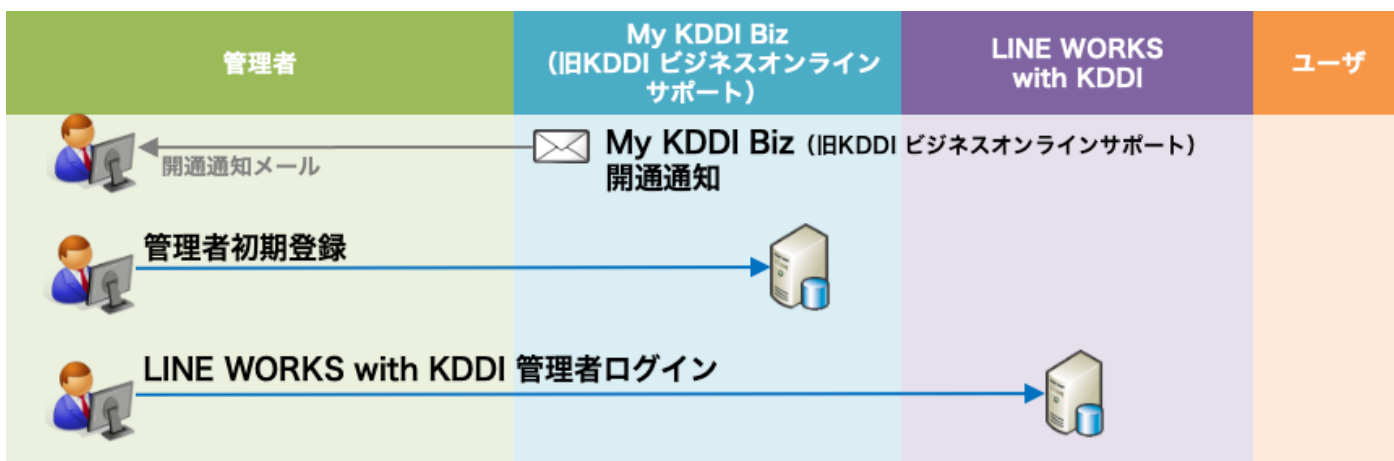 管理者
My KDDI Biz
（旧KDDI ビジネスオンライン
サポート）
LINE WORKS
with KDDI
ユーザ
開通通知メール
My KDDI Biz（旧KDDI ビジネスオンラインサポート）
開通通知
管理者初期登録
LINE WORKS with KDDI 管理者ログイン